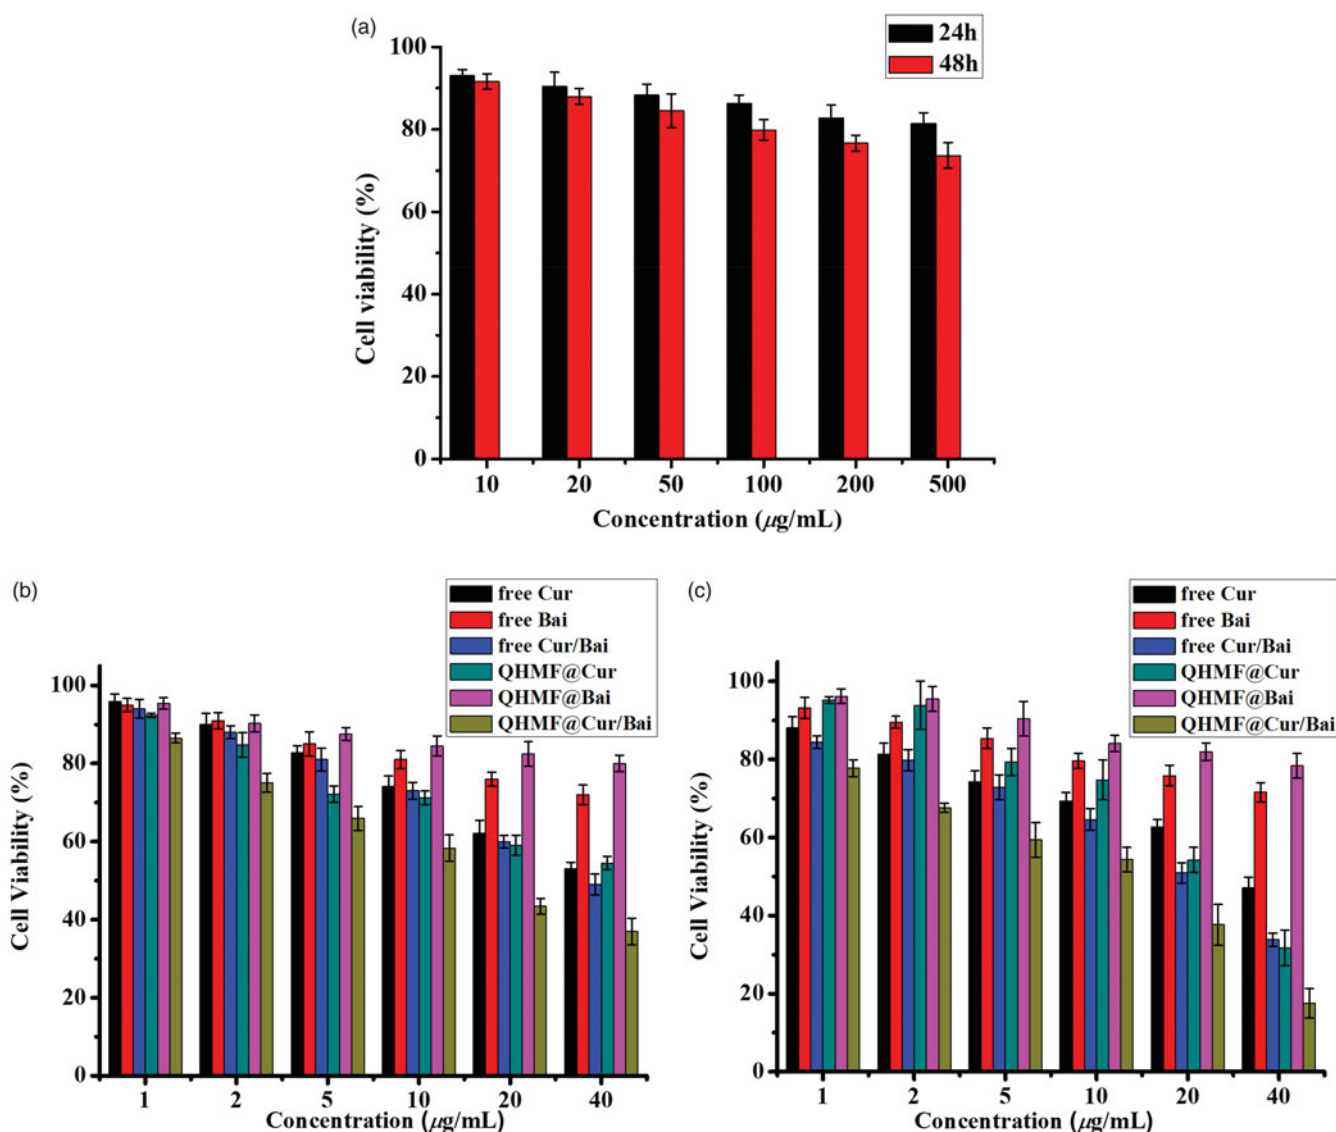 (a)
24h
48h
100
80
60
40
20
0
Cell viability (%)
10 20 50 100 200 500
Concentration (μg/mL)
(b)
free Cur
free Bai
free Cur/Bai
QHMF@Cur
QHMF@Bai
QHMF@Cur/Bai
100
80
60
40
20
0
Cell Viability (%)
1 2 5 10 20 40
Concentration (μg/mL)
(c)
free Cur
free Bai
free Cur/Bai
QHMF@Cur
QHMF@Bai
QHMF@Cur/Bai
100
80
60
40
20
0
Cell Viability (%)
1 2 5 10 20 40
Concentration (μg/mL)